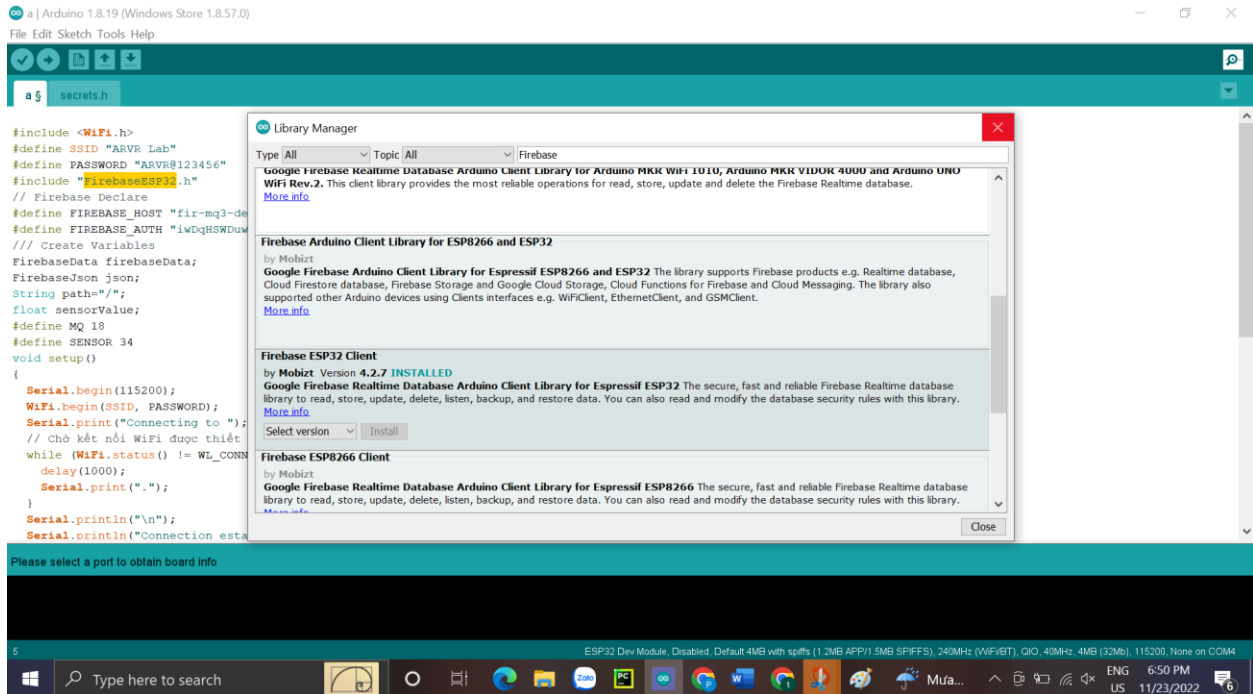 a | Arduino 1.8.19 (Windows Store 1.8.57.0)
File Edit Sketch Tools Help
a §
secrets.h
#include <WiFi.h>
#define SSID "ARVR Lab"
#define PASSWORD "ARVR@123456"
#include "FirebaseESP32.h"
// Firebase Declare
#define FIREBASE_HOST "fir-mq3-de
#define FIREBASE_AUTH "iwDqHSWDuw
/// Create Variables
FirebaseData firebaseData;
FirebaseJson json;
String path="/";
float sensorValue;
#define MQ 18
#define SENSOR 34
void setup()
{
Serial.begin(115200);
WiFi.begin(SSID, PASSWORD);
Serial.print("Connecting to ");
// Chờ kết nối WiFi được thiết
while (WiFi.status() != WL_CONN
delay(1000);
Serial.print(".");
}
Serial.println("\n");
Serial.println("Connection esta
Library Manager
Type All Topic All Firebase
Google Firebase Realtime Database Arduino Client Library for Arduino MKR WiFi 1010, Arduino MKR VIDOR 4000 and Arduino UNO
WiFi Rev.2. This client library provides the most reliable operations for read, store, update and delete the Firebase Realtime database.
More info
Firebase Arduino Client Library for ESP8266 and ESP32
by Mobizt
Google Firebase Arduino Client Library for Espressif ESP8266 and ESP32 The library supports Firebase products e.g. Realtime database,
Cloud Firestore database, Firebase Storage and Google Cloud Storage, Cloud Functions for Firebase and Cloud Messaging. The library also
supported other Arduino devices using Clients interfaces e.g. WiFiClient, EthernetClient, and GSMClient.
More info
Firebase ESP32 Client
by Mobizt Version 4.2.7 INSTALLED
Google Firebase Realtime Database Arduino Client Library for Espressif ESP32 The secure, fast and reliable Firebase Realtime database
library to read, store, update, delete, listen, backup, and restore data. You can also read and modify the database security rules with this library.
More info
Select version Install
Firebase ESP8266 Client
by Mobizt
Google Firebase Realtime Database Arduino Client Library for Espressif ESP8266 The secure, fast and reliable Firebase Realtime database
library to read, store, update, delete, listen, backup, and restore data. You can also read and modify the database security rules with this library.
More info
Close
Please select a port to obtain board info
5
ESP32 Dev Module, Disabled, Default 4MB with spiffs (1.2MB APP/1.5MB SPIFFS), 240MHz (WiFi/BT), QIO, 40MHz, 4MB (32Mb), 115200, None on COM4
Type here to search
Zalo
PC
W
Mưa...
ENG
US
6:50 PM
11/23/2022
6